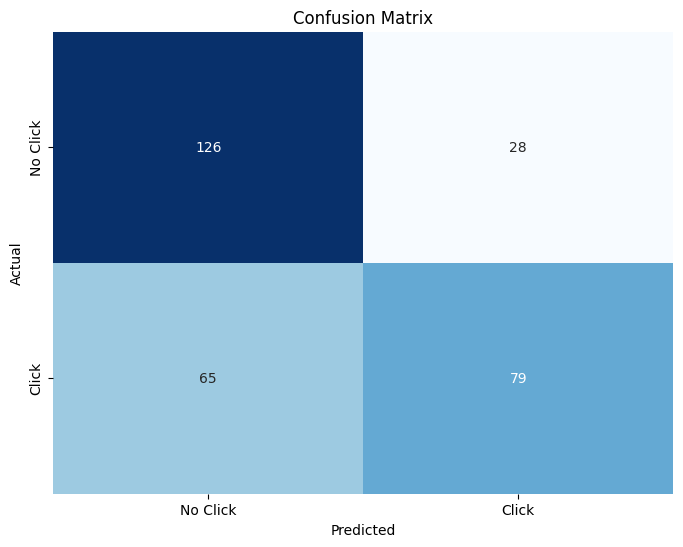 Confusion Matrix
Actual
No Click
126
28
Click
65
79
No Click
Click
Predicted